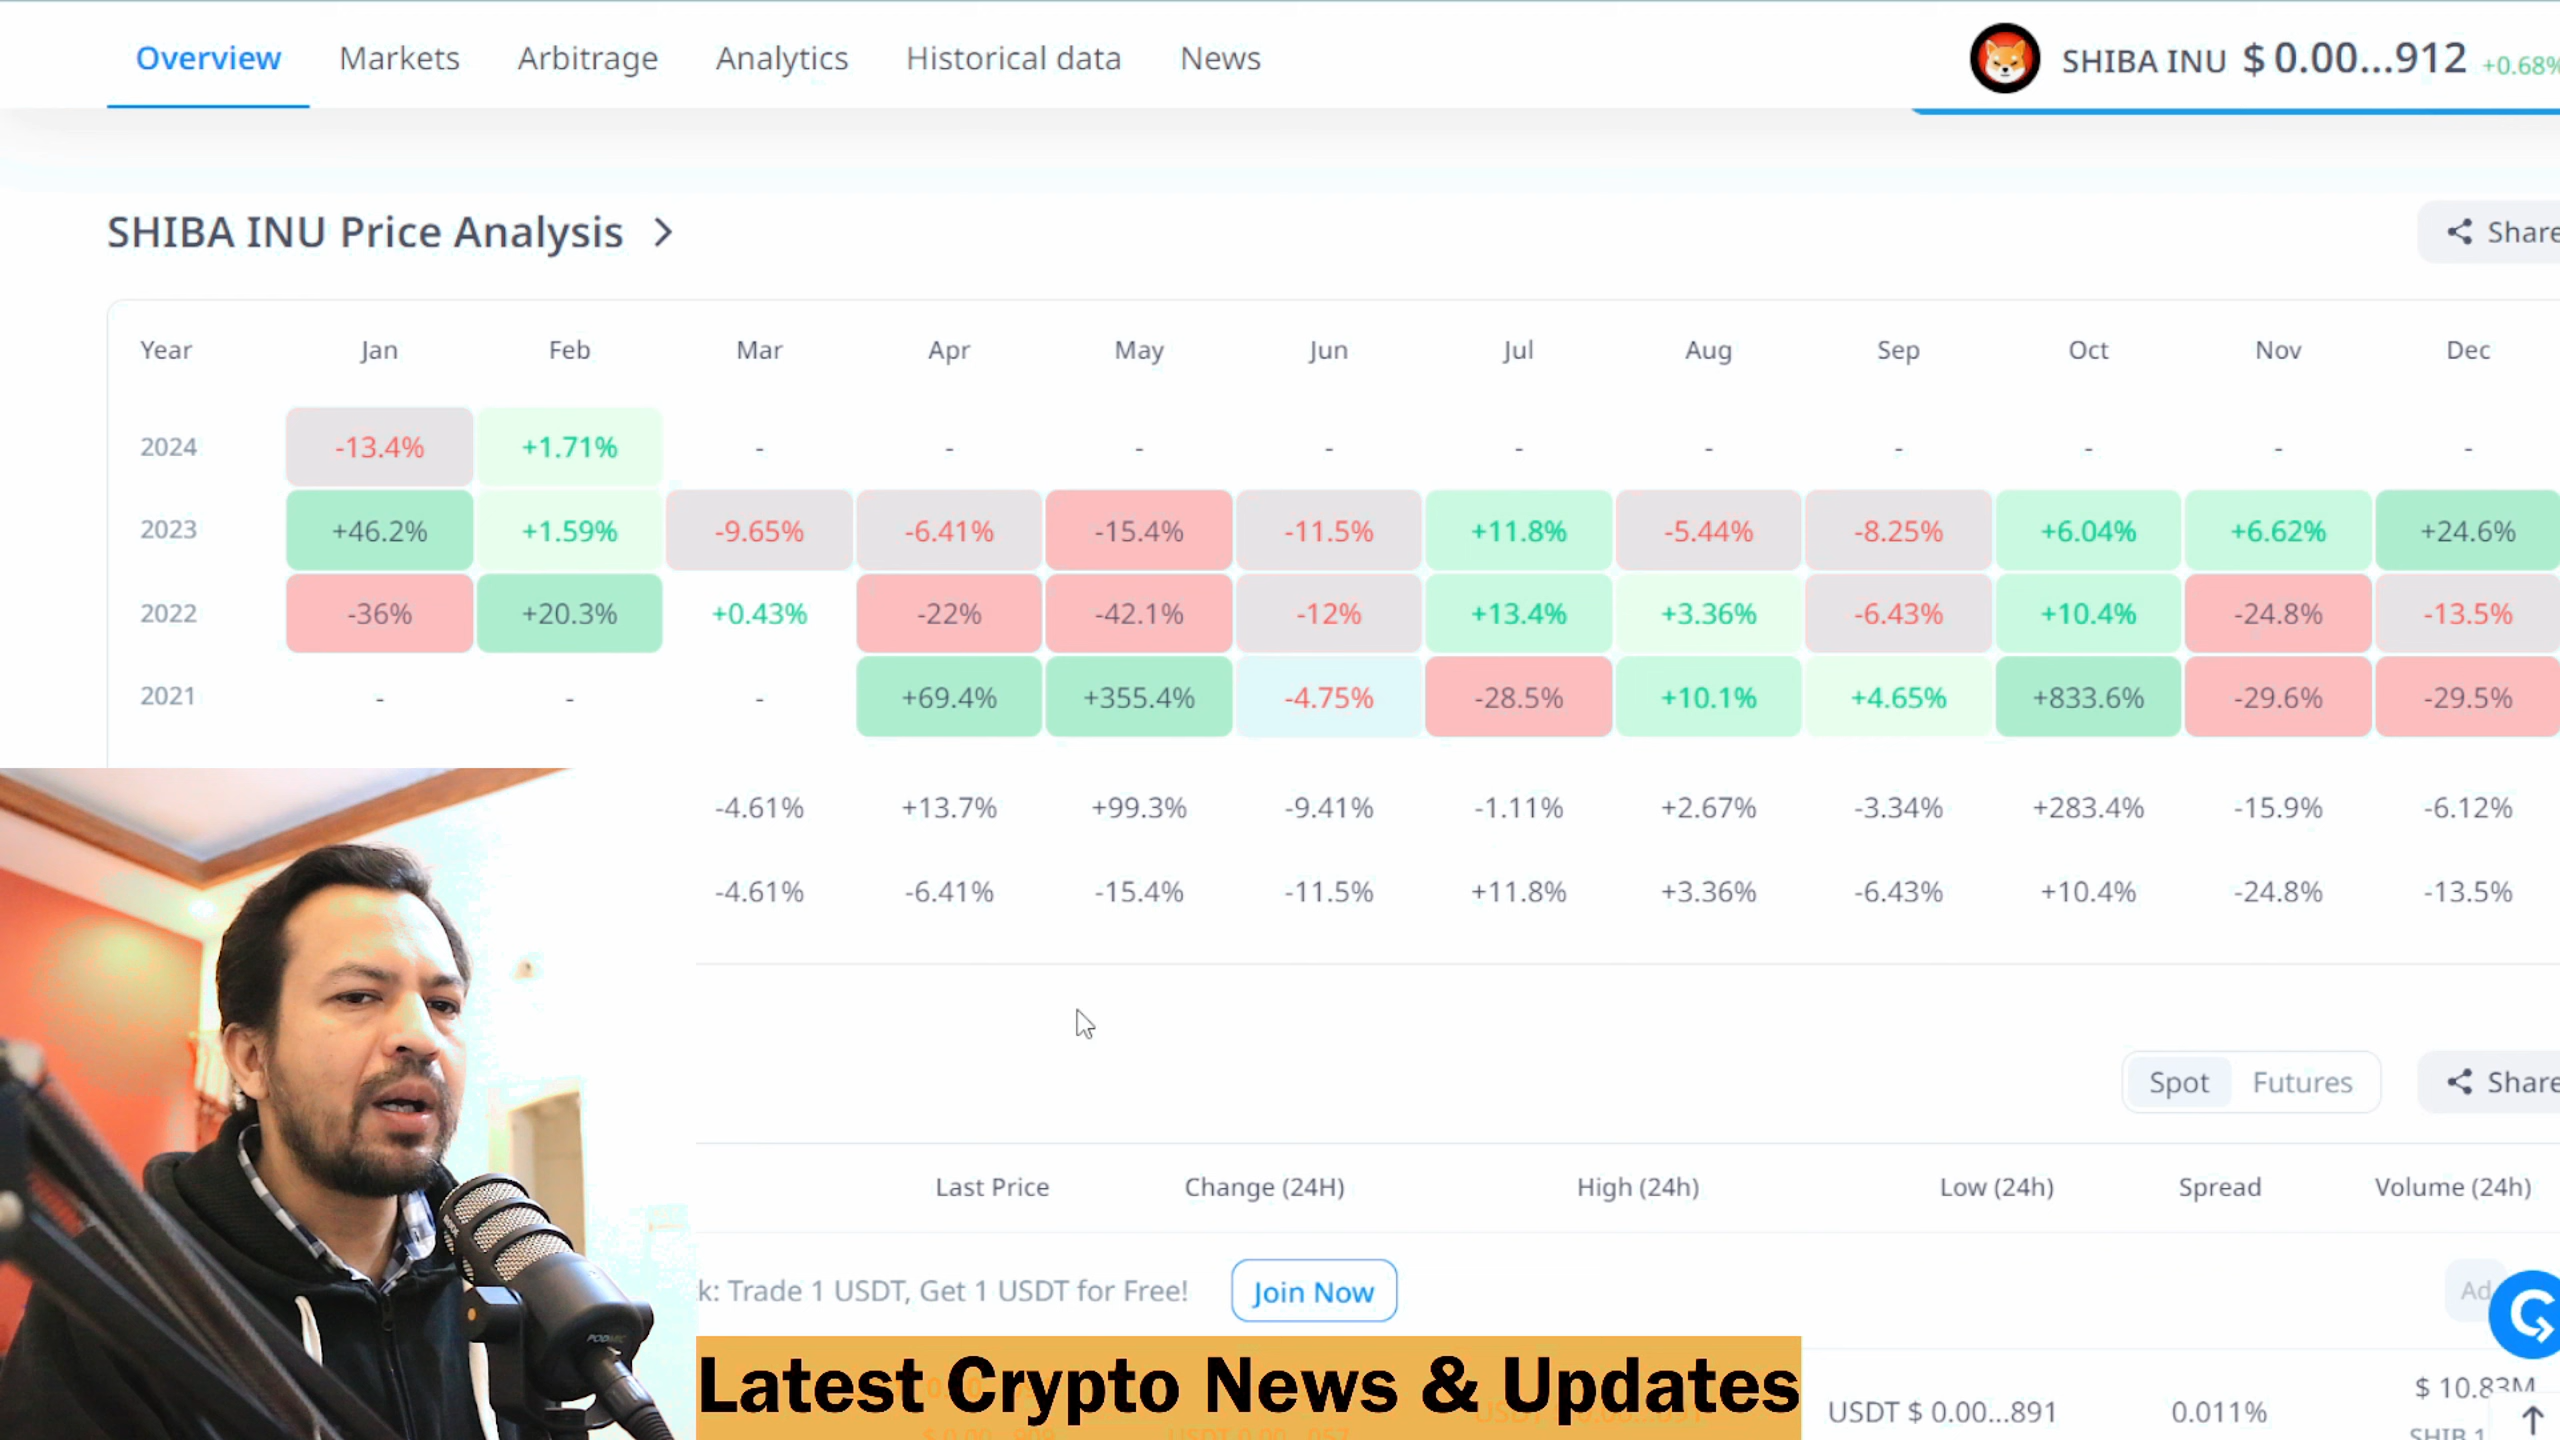 Overview Markets Arbitrage Analytics Historical data News SHIBA INU $ 0.00...912 +0.68%
SHIBA INU Price Analysis Share
Year Jan Feb Mar Apr May Jun Jul Aug Sep Oct Nov Dec
2024 -13.4% +1.71% - - - - - - - - - -
2023 +46.2% +1.59% -9.65% -6.41% -15.4% -11.5% +11.8% -5.44% -8.25% +6.04% +6.62% +24.6%
2022 -36% +20.3% +0.43% -22% -42.1% -12% +13.4% +3.36% -6.43% +10.4% -24.8% -13.5%
2021 - - - +69.4% +355.4% -4.75% -28.5% +10.1% +4.65% +833.6% -29.6% -29.5%
-4.61% +13.7% +99.3% -9.41% -1.11% +2.67% -3.34% +283.4% -15.9% -6.12%
-4.61% -6.41% -15.4% -11.5% +11.8% +3.36% -6.43% +10.4% -24.8% -13.5%
Spot Futures Share
Last Price Change (24H) High (24h) Low (24h) Spread Volume (24h)
k: Trade 1 USDT, Get 1 USDT for Free! Join Now Ad
Latest Crypto News & Updates
USDT $ 0.00...891 0.011% $ 10.83M
SHIB 1
PODMIC